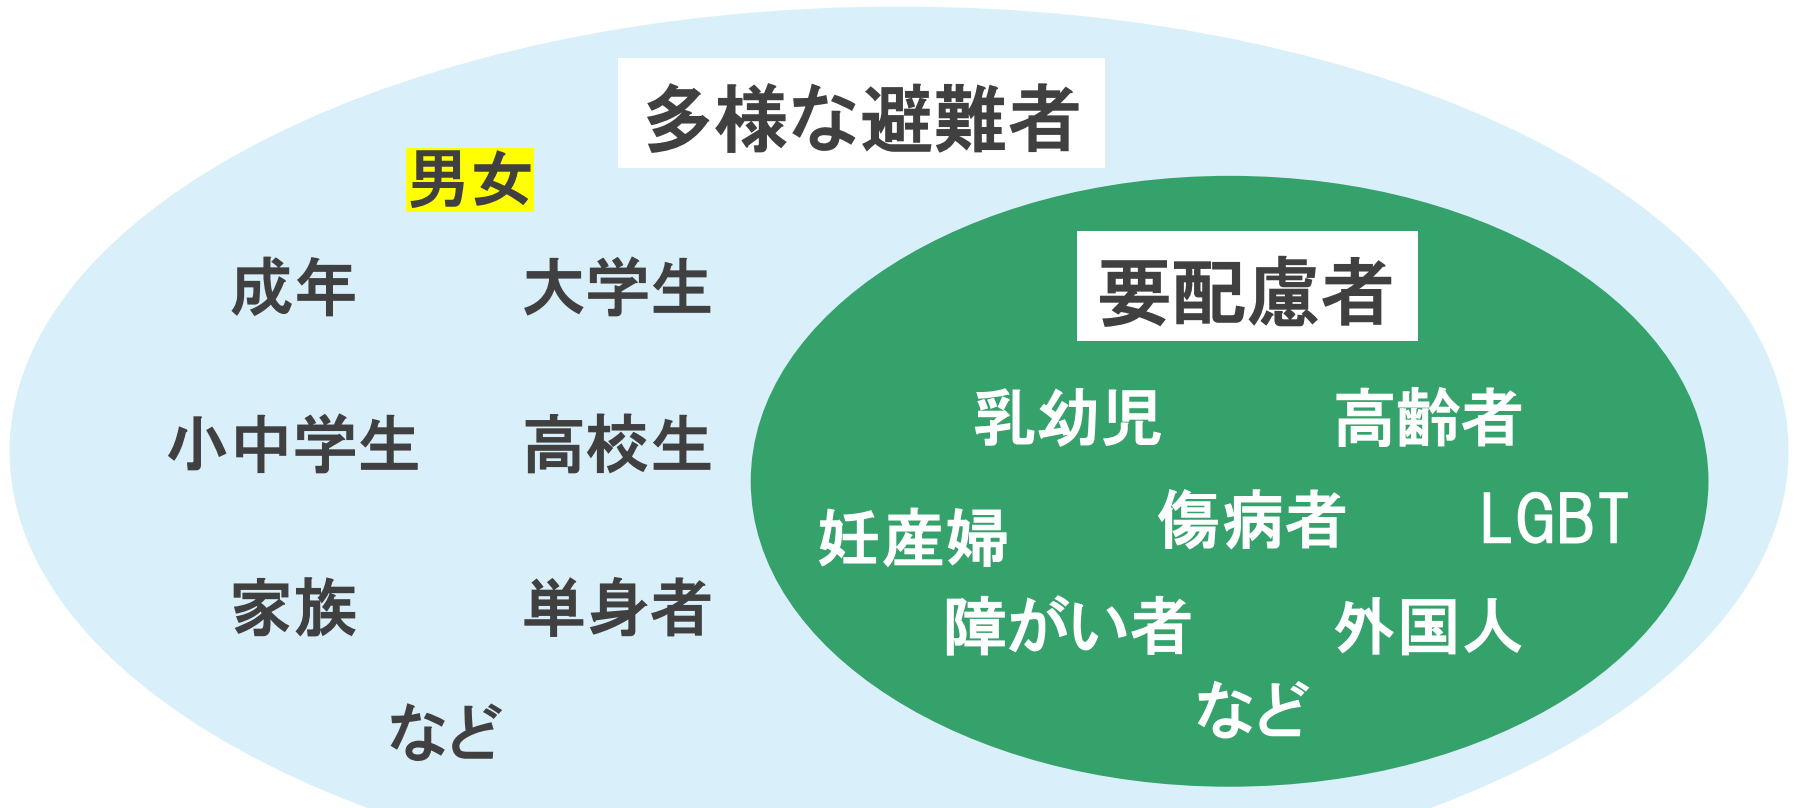 多様な避難者
男女
成年
大学生
小中学生
高校生
家族
単身者
など
要配慮者
乳幼児
高齢者
妊産婦
傷病者
LGBT
障がい者
外国人
など